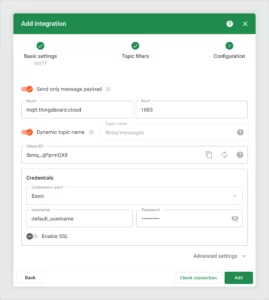 Add integration
Basic settings
MQTT
Topic filters
3
Configuration
Send only message payload
Host*
mqtt.thingsboard.cloud
Port*
1883
Dynamic topic name
Topic name
tbmq/messages
Client ID*
Credentials
Credentials type*
Basic
Username
default_username
Password
Enable SSL
Advanced settings
Back
Check connection
Add